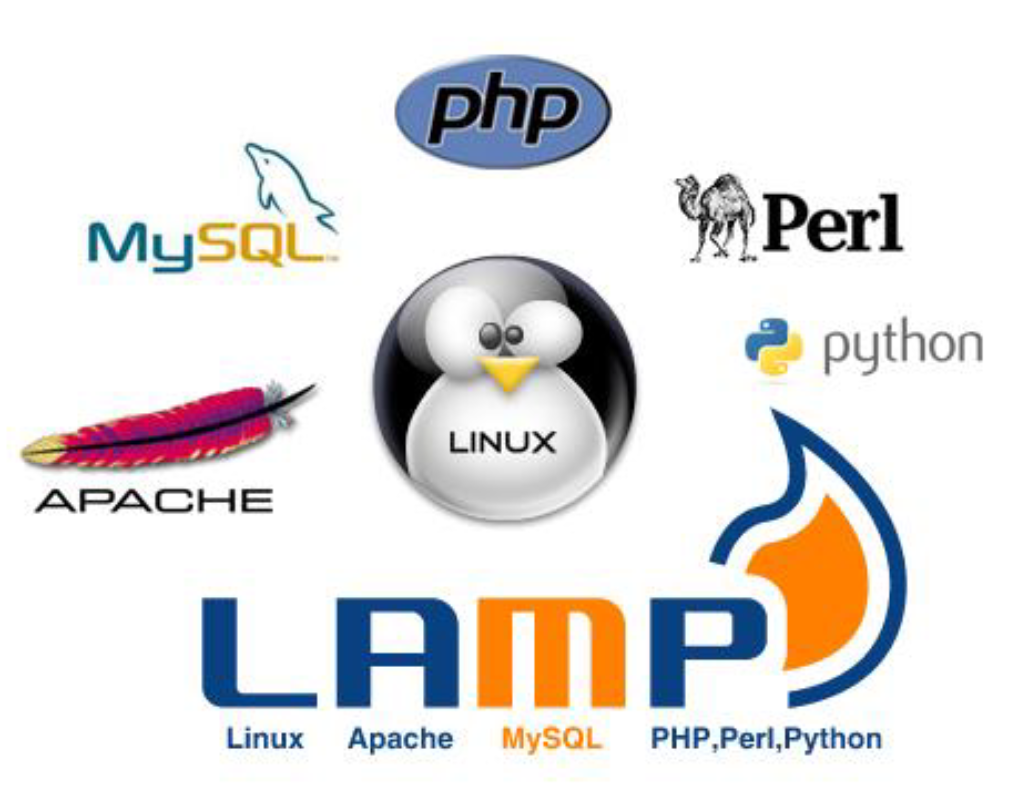 php
MySQL
Perl
python
LINUX
APACHE
LAMP
Linux Apache MySQL PHP,Perl,Python